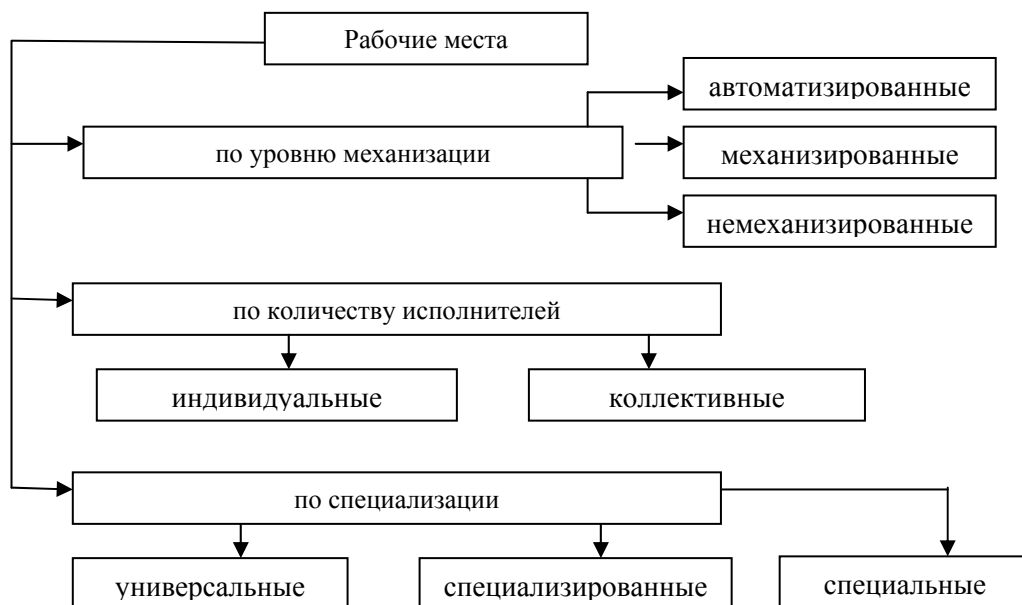 Рабочие места
автоматизированные
по уровню механизации
механизированные
немеханизированные
по количеству исполнителей
индивидуальные
коллективные
по специализации
универсальные
специализированные
специальные